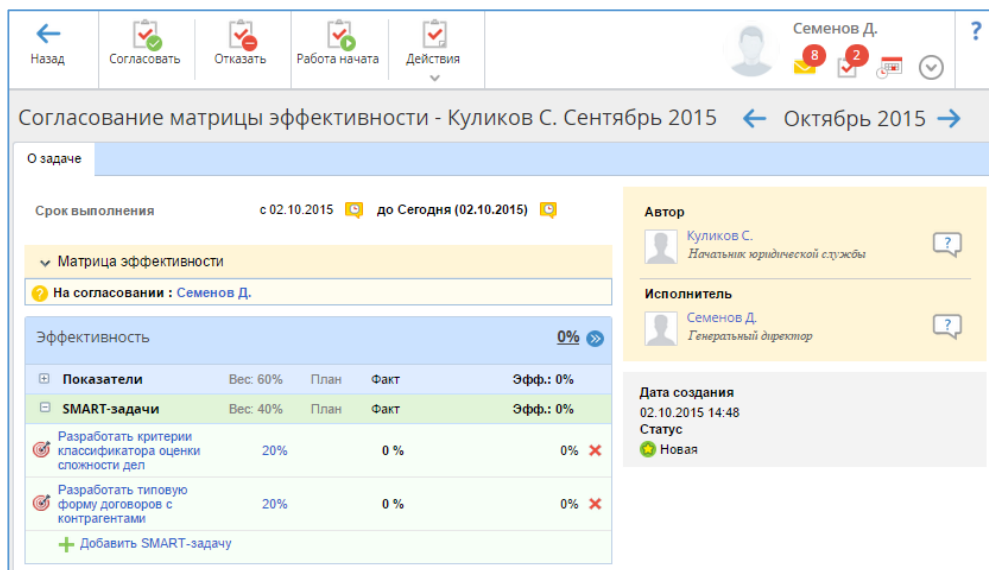 Назад
Согласовать
Отказать
Работа начата
Действия
Семенов Д.
8
2
?
Согласование матрицы эффективности - Куликов С. Сентябрь 2015
Октябрь 2015
О задаче
Срок выполнения с 02.10.2015 до Сегодня (02.10.2015)
Матрица эффективности
? На согласовании : Семенов Д.
Эффективность 0%
Показатели Вес: 60% План Факт Эфф.: 0%
SMART-задачи Вес: 40% План Факт Эфф.: 0%
Разработать критерии
классификатора оценки 20% 0 % 0%
сложности дел
Разработать типовую
форму договоров с 20% 0 % 0%
контрагентами
Добавить SMART-задачу
Автор
Куликов С.
Начальник юридической службы
?
Исполнитель
Семенов Д.
Генеральный директор
?
Дата создания
02.10.2015 14:48
Статус
Новая